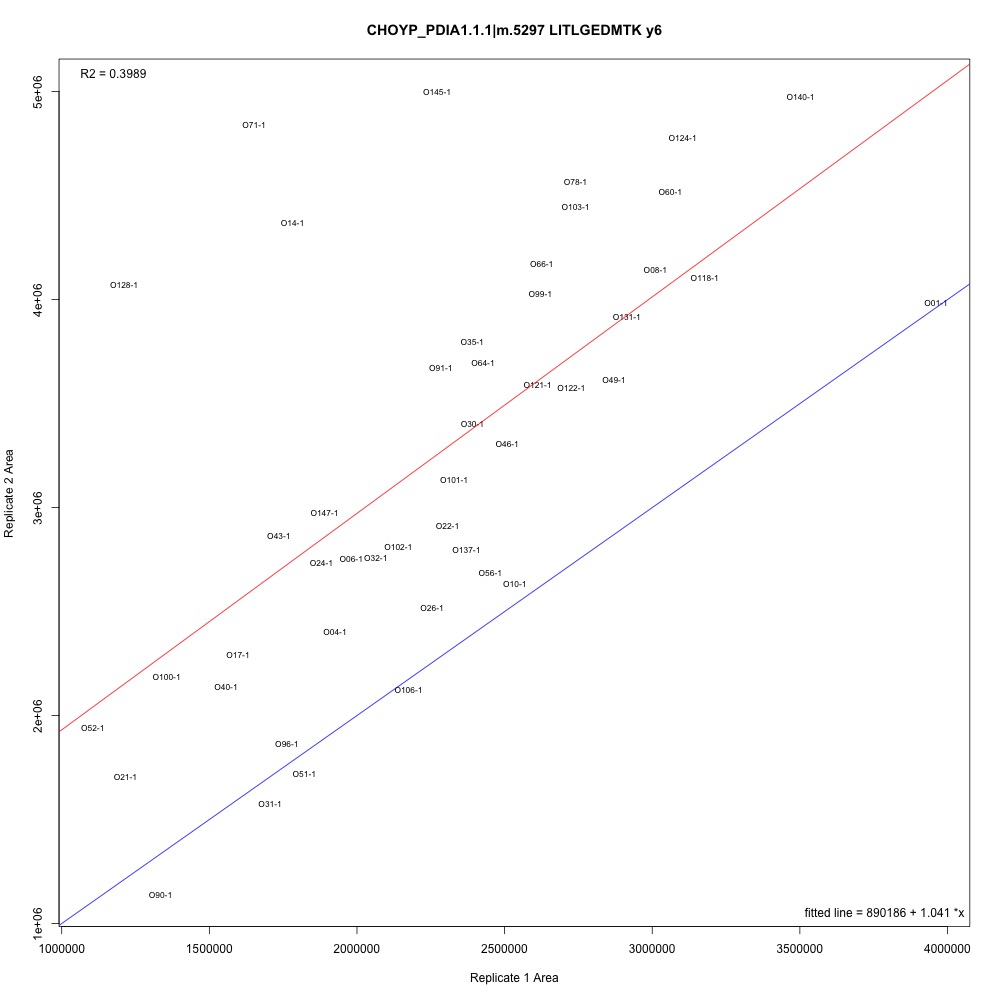 CHOYP_PDIA1.1.1|m.5297 LITLGEDMTK y6
R2 = 0.3989
O145-1
O140-1
O71-1
O124-1
O78-1
O60-1
O103-1
O14-1
O66-1
O08-1
O118-1
O128-1
O99-1
O01-1
O131-1
O35-1
O64-1
O91-1
O49-1
O121-1
O122-1
O30-1
O46-1
O101-1
O147-1
O22-1
O43-1
O102-1
O137-1
O24-1
O06-1
O32-1
O56-1
O10-1
O26-1
O04-1
O17-1
O100-1
O40-1
O106-1
O52-1
O96-1
O51-1
O21-1
O31-1
O90-1
fitted line = 890186 + 1.041 *x
5e+06
4e+06
3e+06
2e+06
1e+06
Replicate 2 Area
1000000 1500000 2000000 2500000 3000000 3500000 4000000
Replicate 1 Area